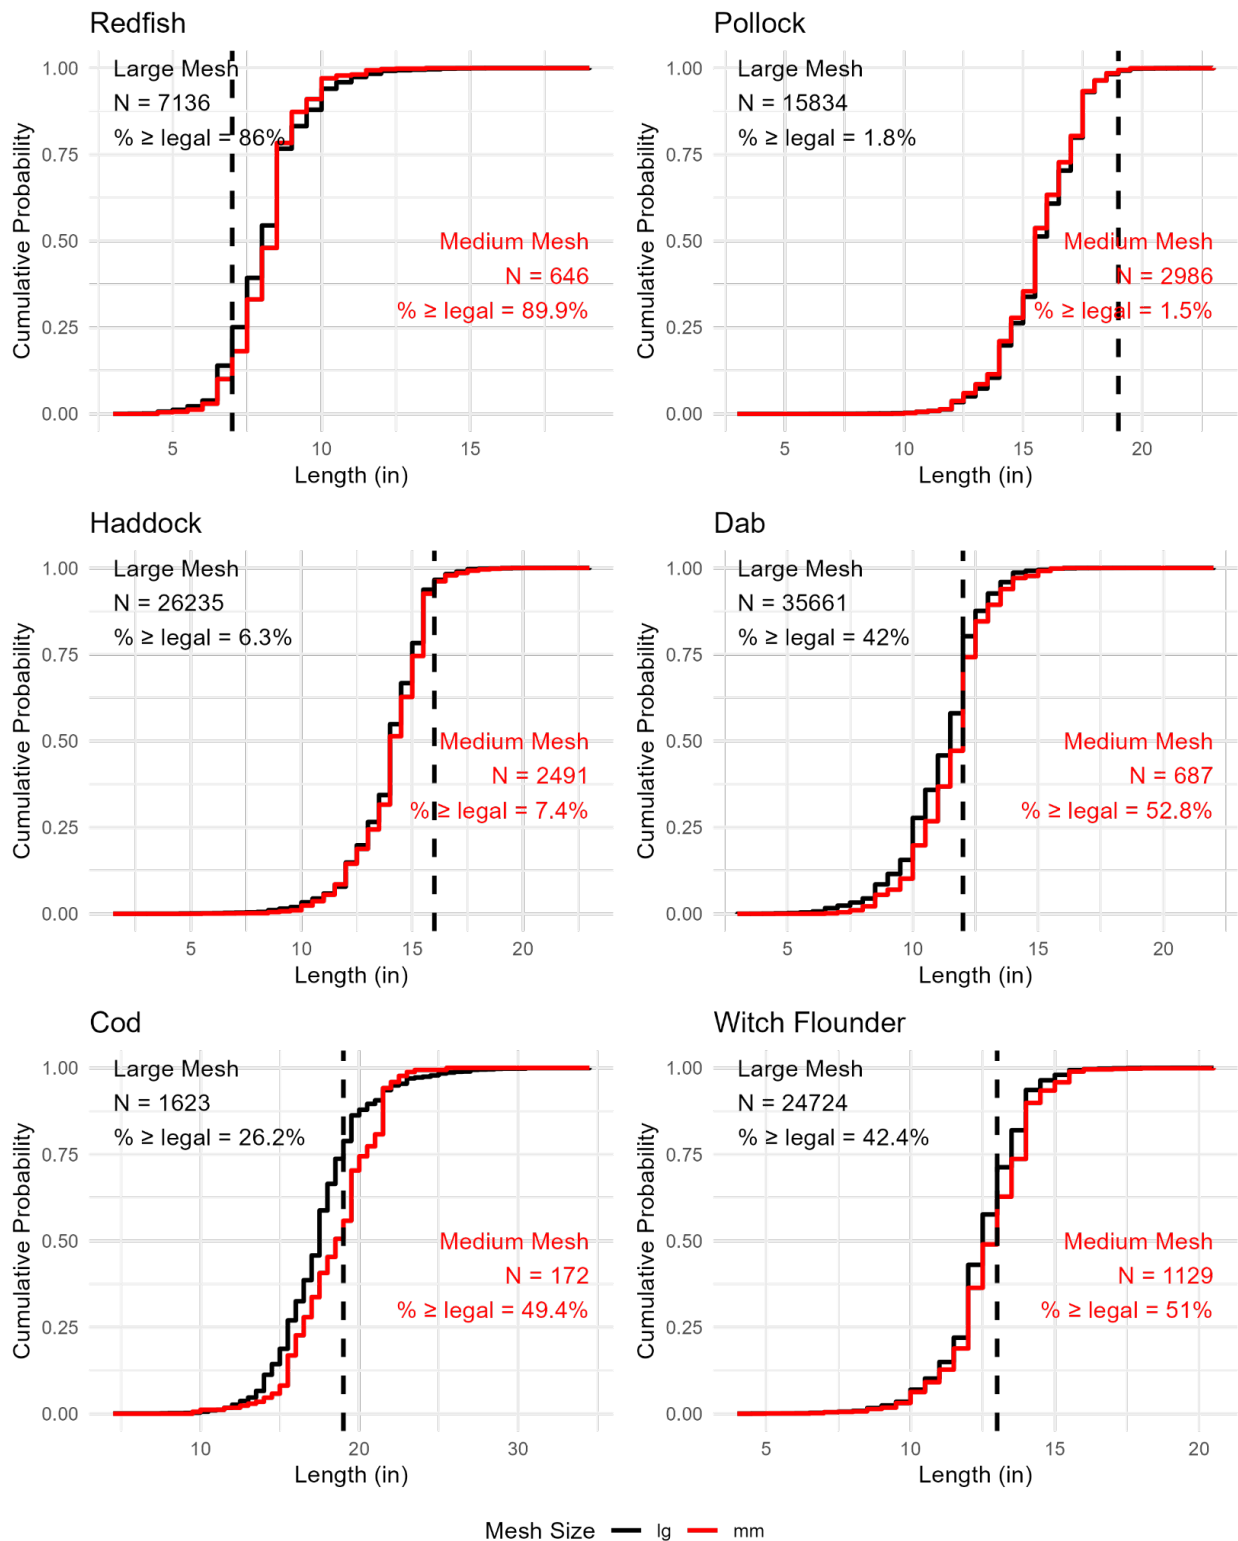 Redfish
Cumulative Probability
1.00
0.75
0.50
0.25
0.00
Large Mesh
N = 7136
% ≥ legal = 86%
Medium Mesh
N = 646
% ≥ legal = 89.9%
5 10 15
Length (in)
Pollock
Cumulative Probability
1.00
0.75
0.50
0.25
0.00
Large Mesh
N = 15834
% ≥ legal = 1.8%
Medium Mesh
N = 2986
% ≥ legal = 1.5%
5 10 15 20
Length (in)
Haddock
Cumulative Probability
1.00
0.75
0.50
0.25
0.00
Large Mesh
N = 26235
% ≥ legal = 6.3%
Medium Mesh
N = 2491
% ≥ legal = 7.4%
5 10 15 20
Length (in)
Dab
Cumulative Probability
1.00
0.75
0.50
0.25
0.00
Large Mesh
N = 35661
% ≥ legal = 42%
Medium Mesh
N = 687
% ≥ legal = 52.8%
5 10 15 20
Length (in)
Cod
Cumulative Probability
1.00
0.75
0.50
0.25
0.00
Large Mesh
N = 1623
% ≥ legal = 26.2%
Medium Mesh
N = 172
% ≥ legal = 49.4%
10 20 30
Length (in)
Witch Flounder
Cumulative Probability
1.00
0.75
0.50
0.25
0.00
Large Mesh
N = 24724
% ≥ legal = 42.4%
Medium Mesh
N = 1129
% ≥ legal = 51%
5 10 15 20
Length (in)
Mesh Size lg mm